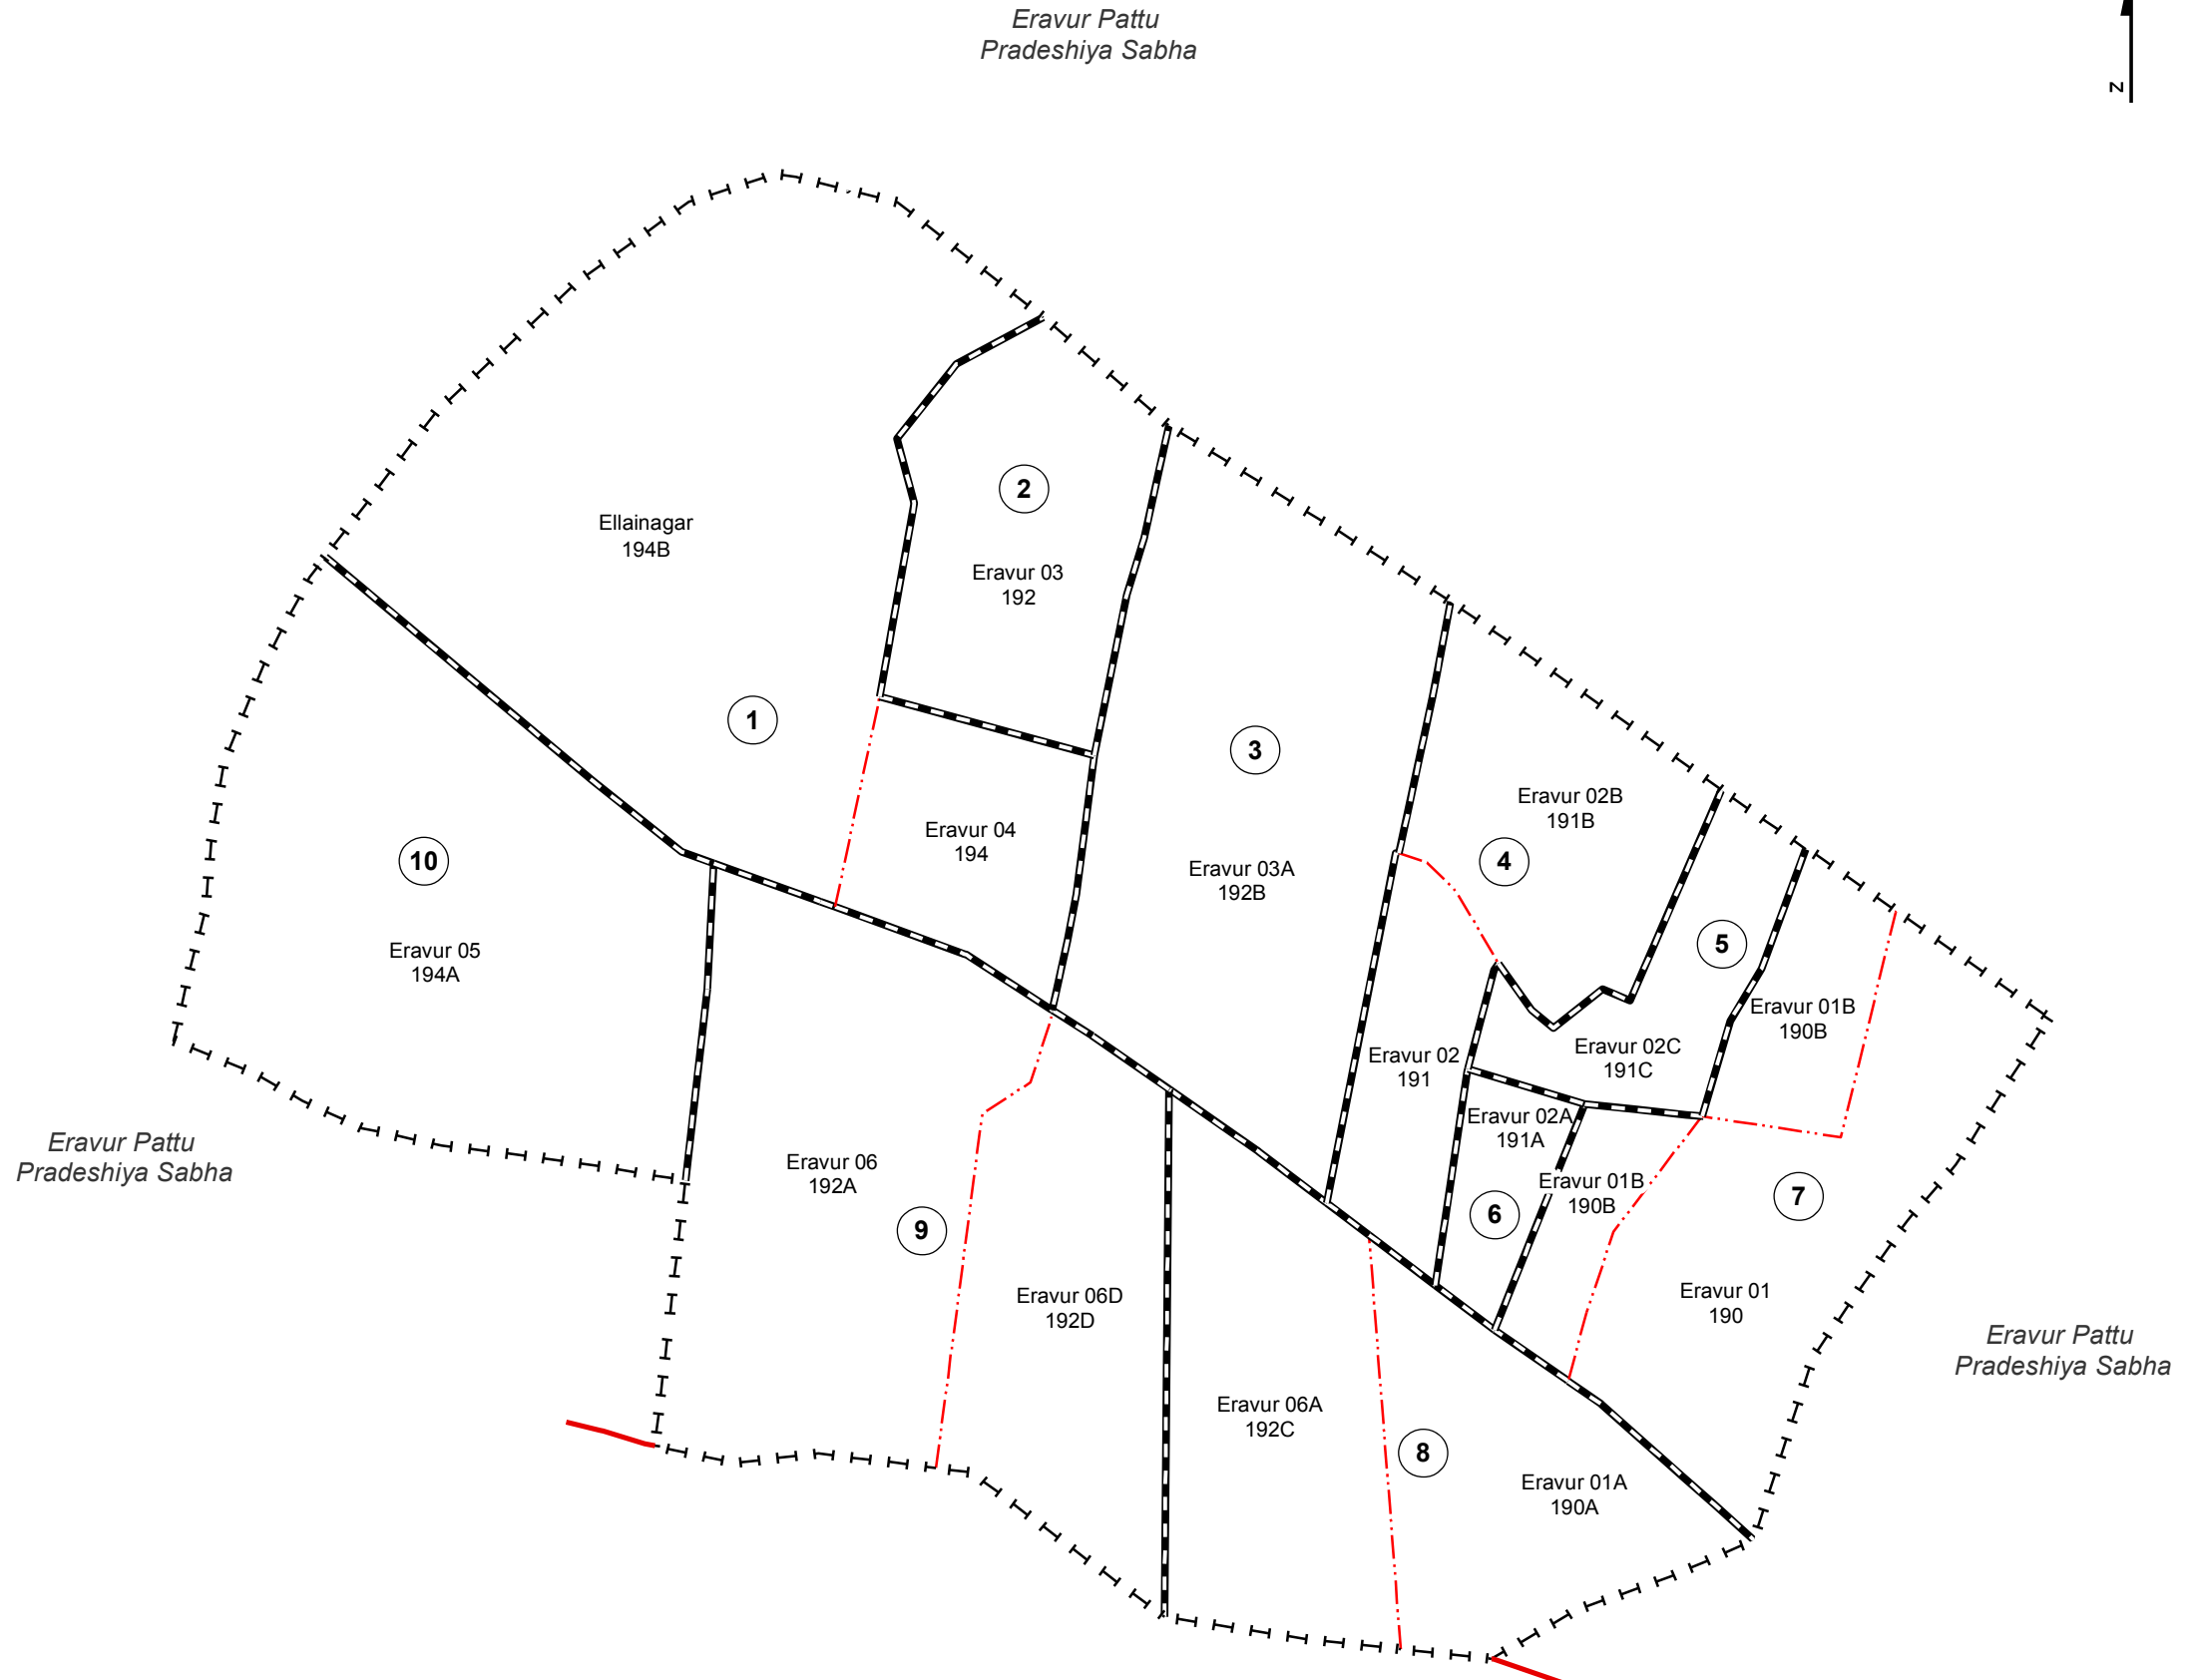 Eravur Pattu
Pradeshiya Sabha
N
2
Ellainagar
194B
Eravur 03
192
1
3
Eravur 02B
191B
Eravur 04
194
10
4
Eravur 03A
192B
5
Eravur 05
194A
Eravur 01B
190B
Eravur 02C
191C
Eravur 02
191
Eravur 02A
191A
Eravur Pattu
Pradeshiya Sabha
Eravur 06
192A
Eravur 01B
190B
7
6
9
Eravur 06D
192D
Eravur 01
190
Eravur Pattu
Pradeshiya Sabha
Eravur 06A
192C
8
Eravur 01A
190A